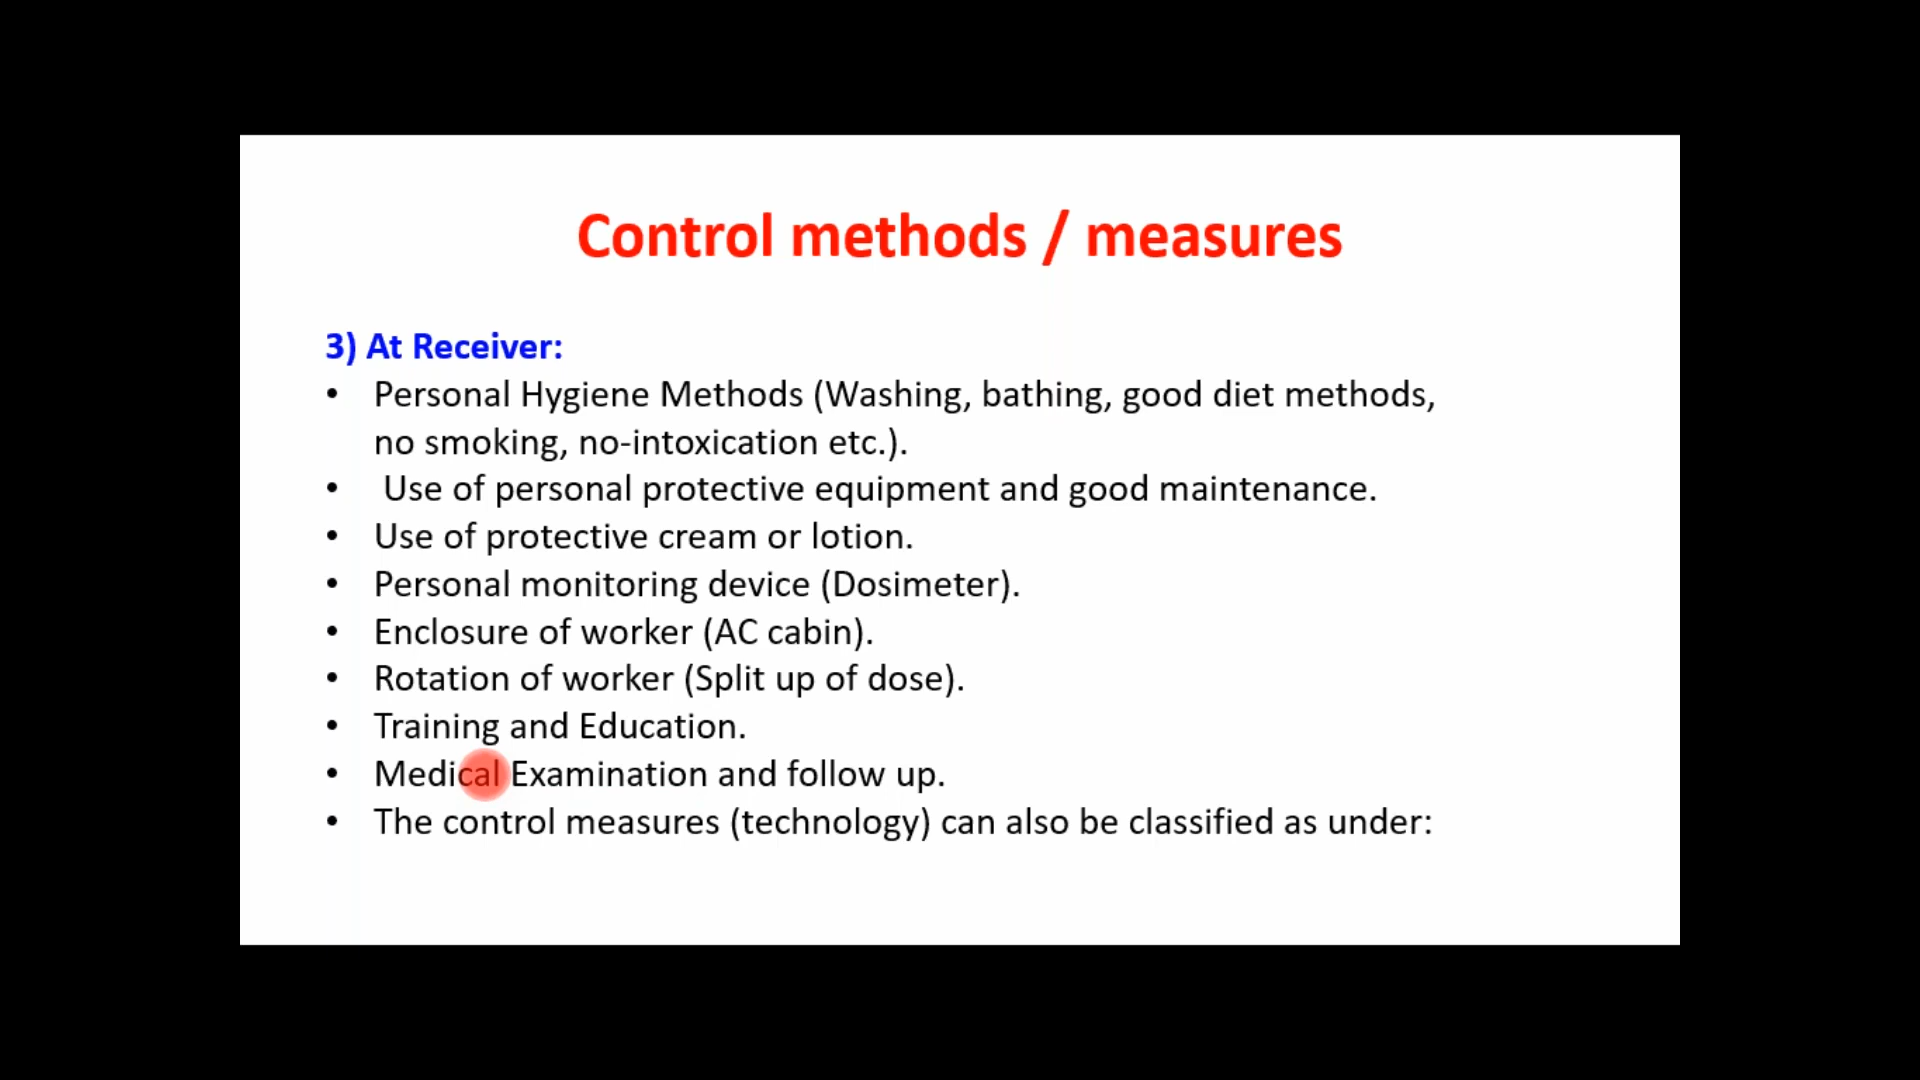 Control methods / measures
3) At Receiver:
• Personal Hygiene Methods (Washing, bathing, good diet methods,
no smoking, no-intoxication etc.).
• Use of personal protective equipment and good maintenance.
• Use of protective cream or lotion.
• Personal monitoring device (Dosimeter).
• Enclosure of worker (AC cabin).
• Rotation of worker (Split up of dose).
• Training and Education.
• Medical Examination and follow up.
• The control measures (technology) can also be classified as under: